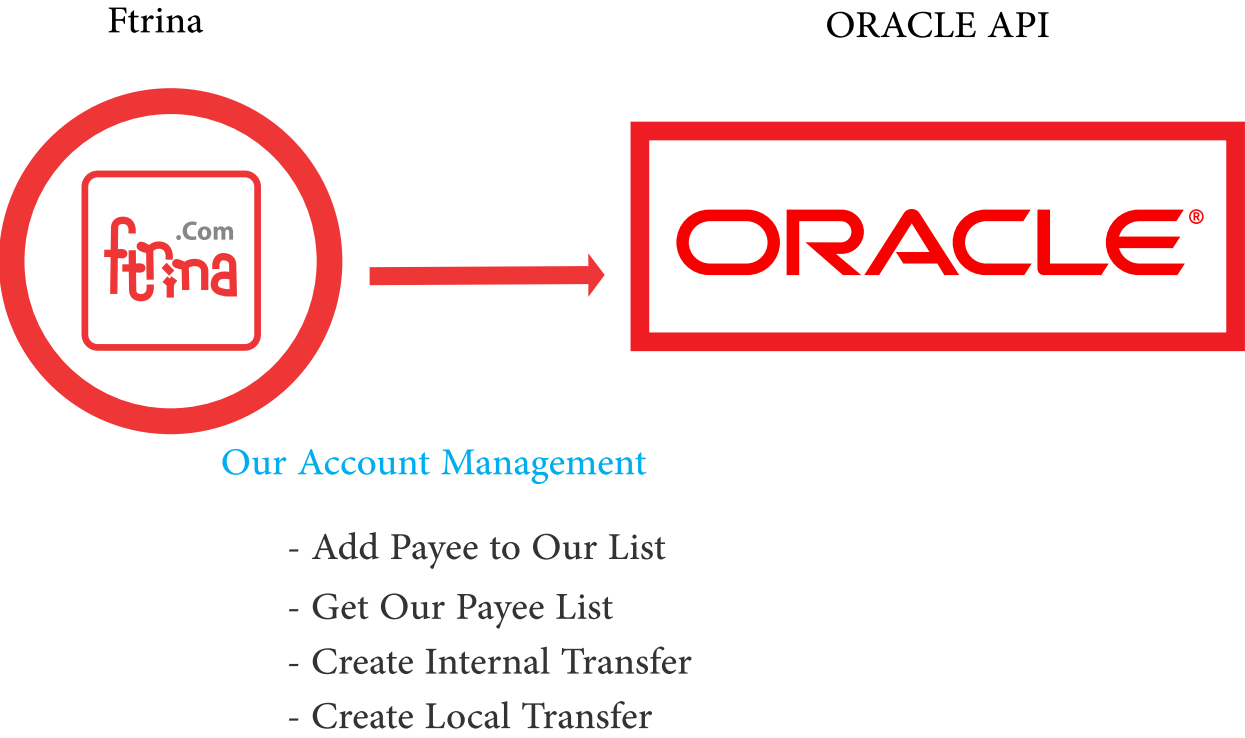 Ftrina
ORACLE API
.Com
ftrina
ORACLE®
Our Account Management
- Add Payee to Our List
- Get Our Payee List
- Create Internal Transfer
- Create Local Transfer